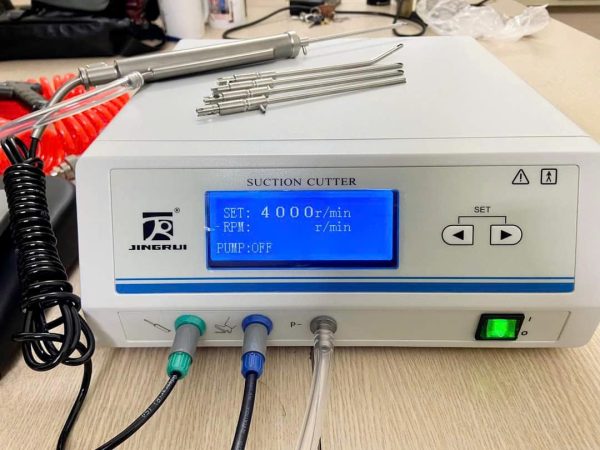 SUCTION CUTTER
SET: 4000r/min
RPM: r/min
PUMP:OFF
®
JINGRUI
SET
P-
I
O